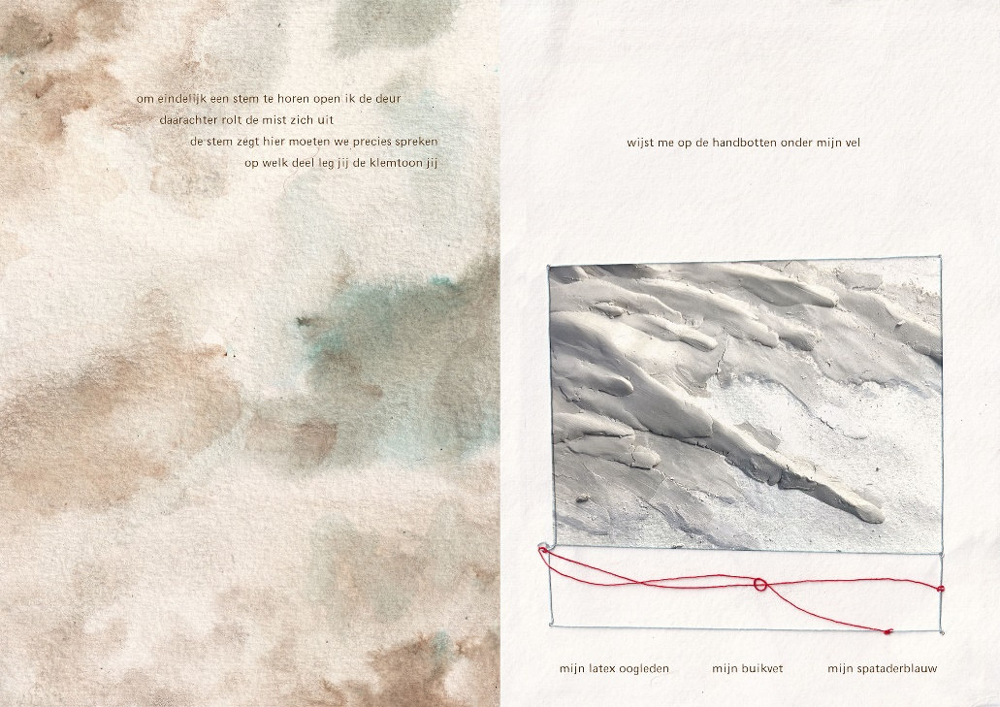 om eindelijk een stem te horen open ik de deur
daarachter rolt de mist zich uit
de stem zegt hier moeten we precies spreken
op welk deel leg jij de klemtoon jij
wijst me op de handbotten onder mijn vel
mijn latex oogleden mijn buikvet mijn spataderblauw